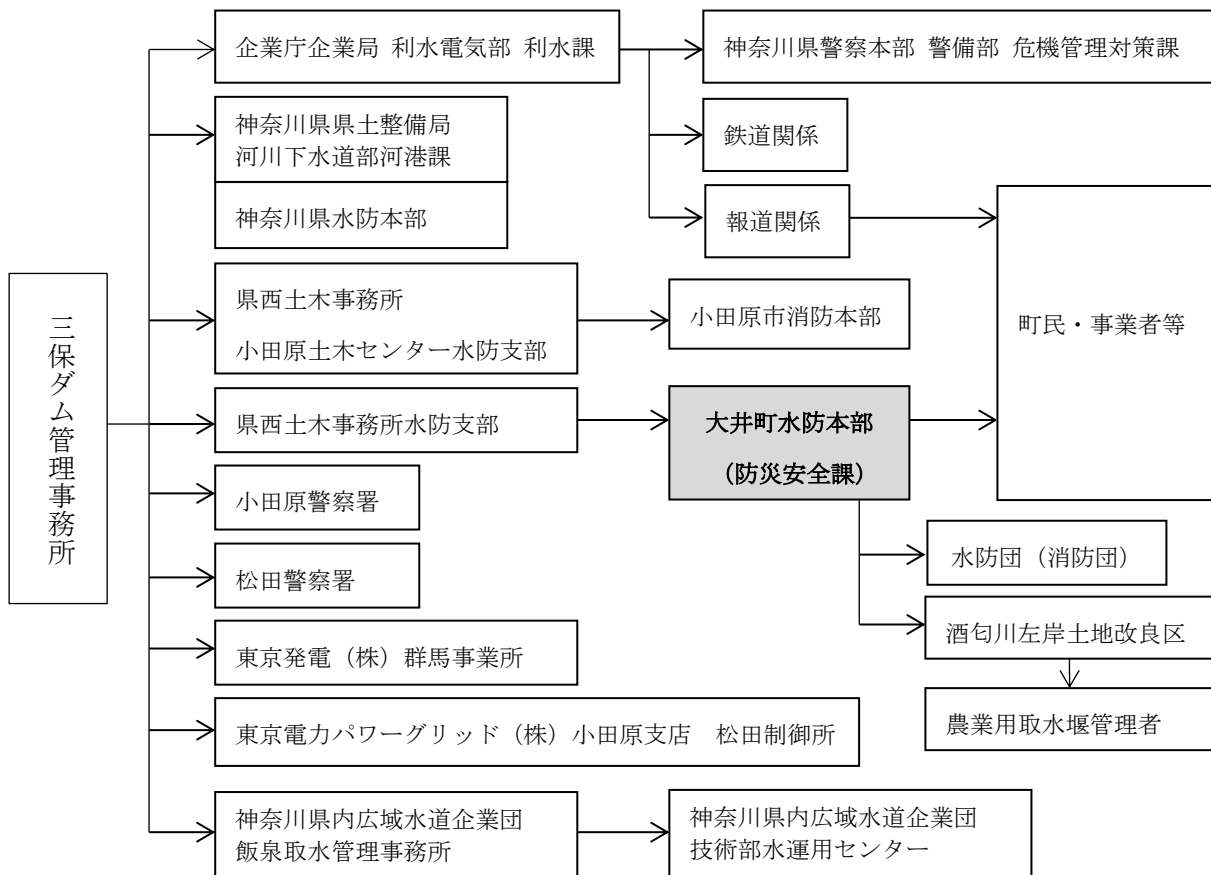 企業庁企業局 利水電気部 利水課
神奈川県警察本部 警備部 危機管理対策課
神奈川県県土整備局
河川下水道部河港課
鉄道関係
神奈川県水防本部
報道関係
三保ダム管理事務所
県西土木事務所
小田原土木センター水防支部
小田原市消防本部
町民・事業者等
県西土木事務所水防支部
大井町水防本部
（防災安全課）
小田原警察署
水防団（消防団）
松田警察署
酒匂川左岸土地改良区
東京発電（株）群馬事業所
農業用取水堰管理者
東京電力パワーグリッド（株）小田原支店　松田制御所
神奈川県内広域水道企業団
飯泉取水管理事務所
神奈川県内広域水道企業団
技術部水運用センター